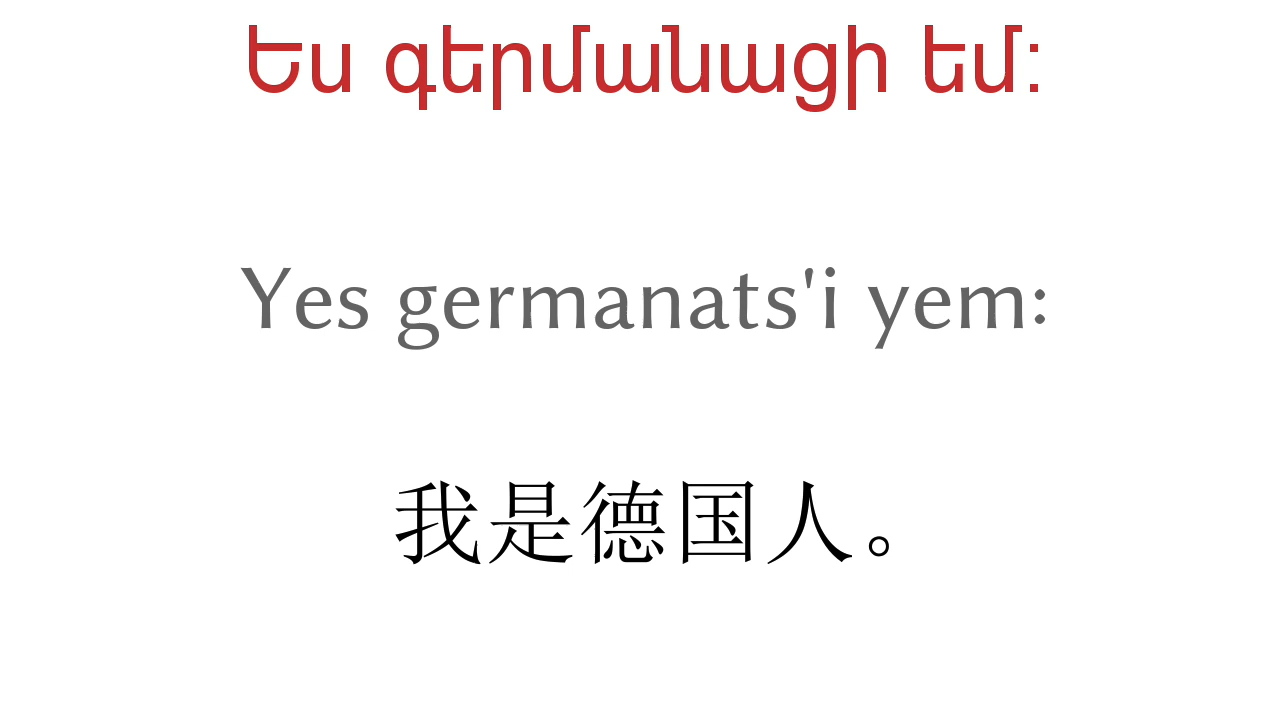 Ես գերմանացի եմ:
Yes germanats'i yem:
我是德国人。